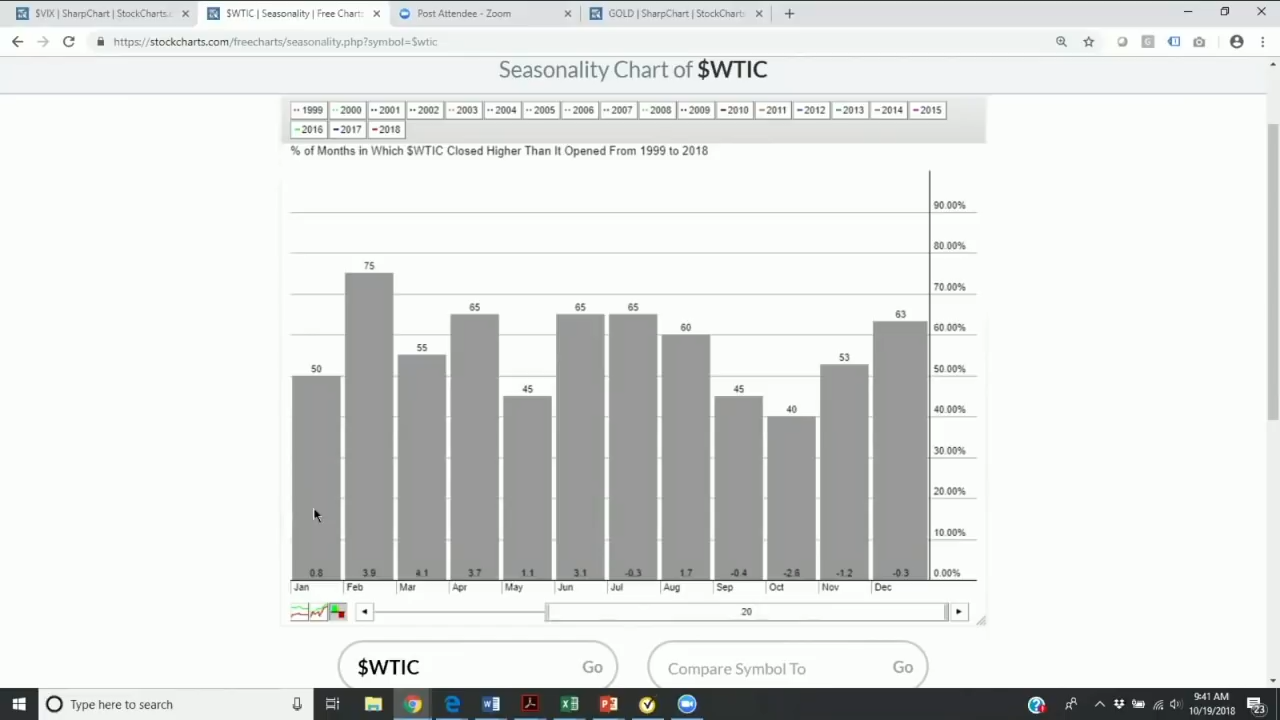 $VIX | SharpChart | StockCharts.c
$WTIC | Seasonality | Free Charts
Post Attendee - Zoom
GOLD | SharpChart | StockCharts
https://stockcharts.com/freecharts/seasonality.php?symbol=$wtic
Seasonality Chart of $WTIC
1999 2000 2001 2002 2003 2004 2005 2006 2007 2008 2009 2010 2011 2012 2013 2014 2015
2016 2017 2018
% of Months in Which $WTIC Closed Higher Than It Opened From 1999 to 2018
90.00%
80.00%
75
70.00%
65 65 65
63
60.00%
60
55
53
50.00%
50
45 45
40.00%
40
30.00%
20.00%
10.00%
0.8 3.9 4.1 3.7 1.1 3.1 -0.3 1.7 -0.4 -2.6 -1.2 -0.3 0.00%
Jan Feb Mar Apr May Jun Jul Aug Sep Oct Nov Dec
20
$WTIC Go
Compare Symbol To Go
Type here to search
9:41 AM
10/19/2018
23